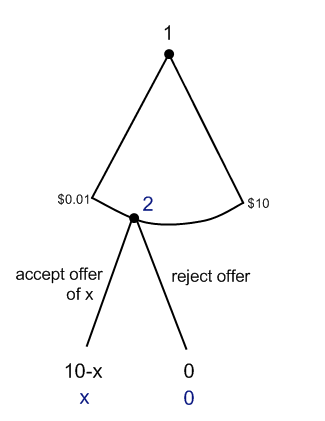 1
$0.01
$10
2
accept offer
of x
reject offer
10-x
0
x
0